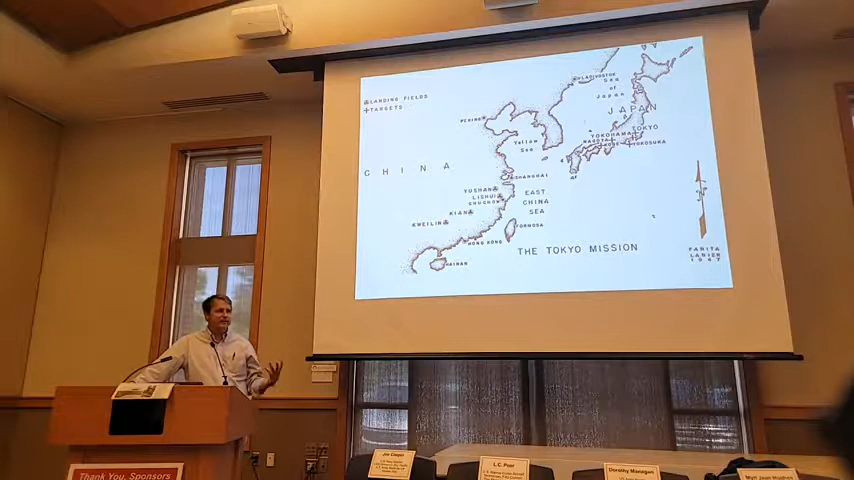 LANDING FIELDS
TARGETS
VLADIVOSTOK
Sea
of
Japan
JAPAN
PEKING
Yellow
Sea
TOKYO
YOKOHAMA
NAGOYA
KOBE
YOKOSUKA
CHINA
SHANGHAI
YUSHAN
LISHUI
CHUCHOW
KIAN
KWEILIN
EAST
CHINA
SEA
FORMOSA
HONG KONG
HAINAN
THE TOKYO MISSION
PARITA
LANIER
1947
Thank You, Sponsors
Joe Cooper
L.C. Pool
Dorothy Managan